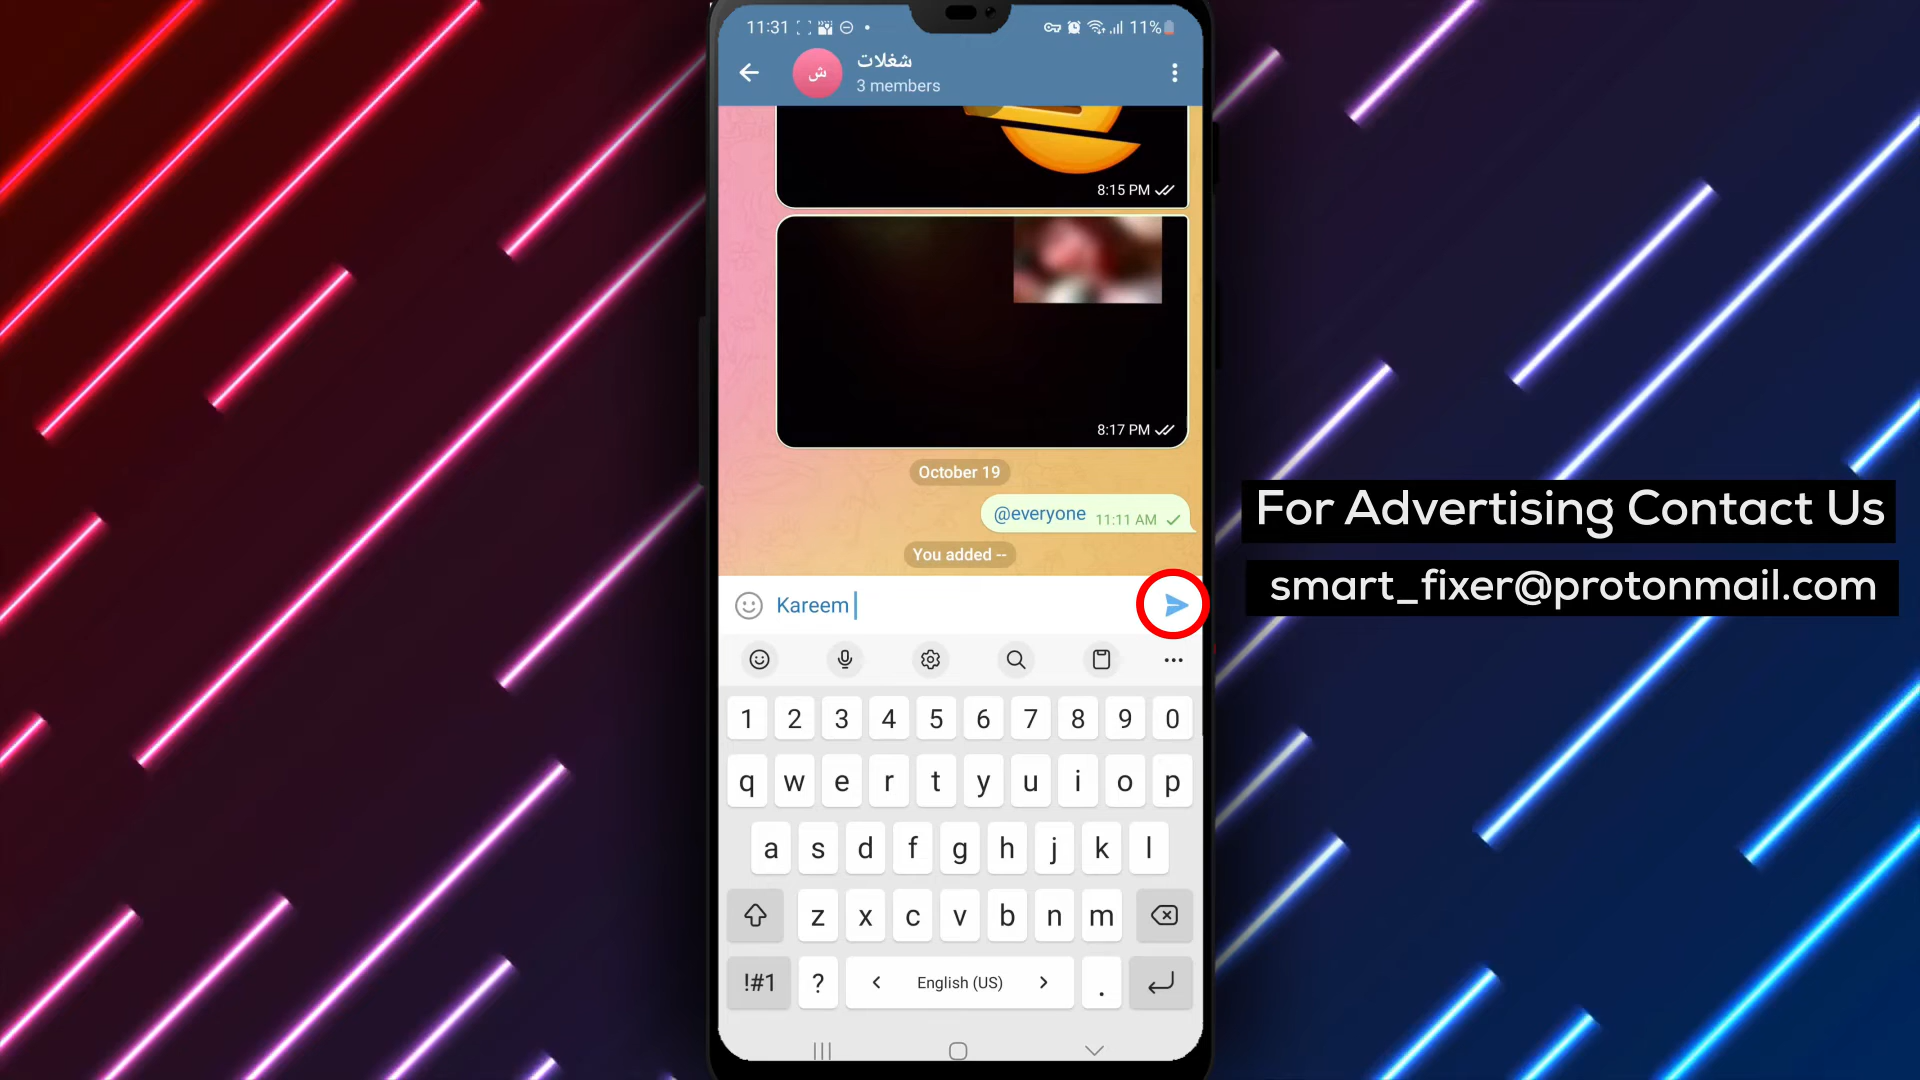 11:31
11%
ش
شغلات
3 members
8:15 PM
8:17 PM
October 19
@everyone 11:11 AM
You added --
Kareem
1 2 3 4 5 6 7 8 9 0
q w e r t y u i o p
a s d f g h j k l
z x c v b n m
!#1 ? < English (US) > .
For Advertising Contact Us
smart_fixer@protonmail.com